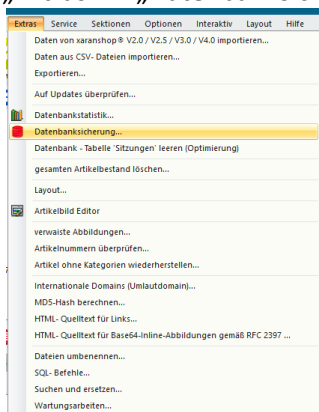 Extras Service Sektionen Optionen Interaktiv Layout Hilfe
Daten von xaranshop® V2.0 / V2.5 / V3.0 / V4.0 importieren...
Daten aus CSV- Dateien importieren...
Exportieren...
Auf Updates überprüfen...
Datenbankstatistik...
Datenbanksicherung...
Datenbank - Tabelle 'Sitzungen' leeren (Optimierung)
gesamten Artikelbestand löschen...
Layout...
Artikelbild Editor
verwaiste Abbildungen...
Artikelnummern überprüfen...
Artikel ohne Kategorien wiederherstellen...
Internationale Domains (Umlautdomain)...
MD5-Hash berechnen...
HTML- Quelltext für Links...
HTML- Quelltext für Base64-Inline-Abbildungen gemäß RFC 2397 ...
Dateien umbenennen...
SQL- Befehle...
Suchen und ersetzen...
Wartungsarbeiten...